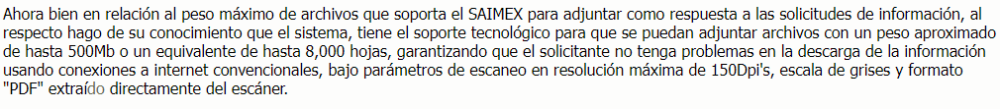 Ahora bien en relación al peso máximo de archivos que soporta el SAIMEX para adjuntar como respuesta a las solicitudes de información, al
respecto hago de su conocimiento que el sistema, tiene el soporte tecnológico para que se puedan adjuntar archivos con un peso aproximado
de hasta 500Mb o un equivalente de hasta 8,000 hojas, garantizando que el solicitante no tenga problemas en la descarga de la información
usando conexiones a internet convencionales, bajo parámetros de escaneo en resolución máxima de 150Dpi's, escala de grises y formato
"PDF" extraído directamente del escáner.